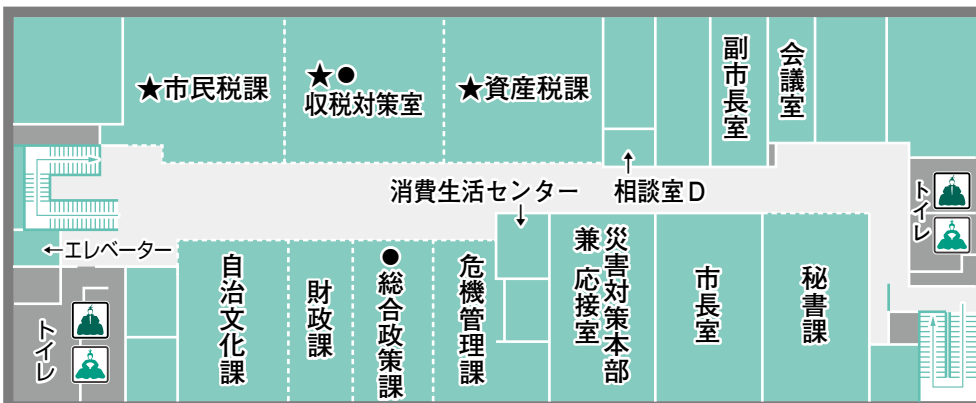 ★市民税課
★●
収税対策室
★資産税課
副市長室
会議室
消費生活センター
相談室D
トイレ
←エレベーター
自治文化課
財政課
●総合政策課
危機管理課
災害対策本部
兼 応接室
市長室
秘書課
トイレ